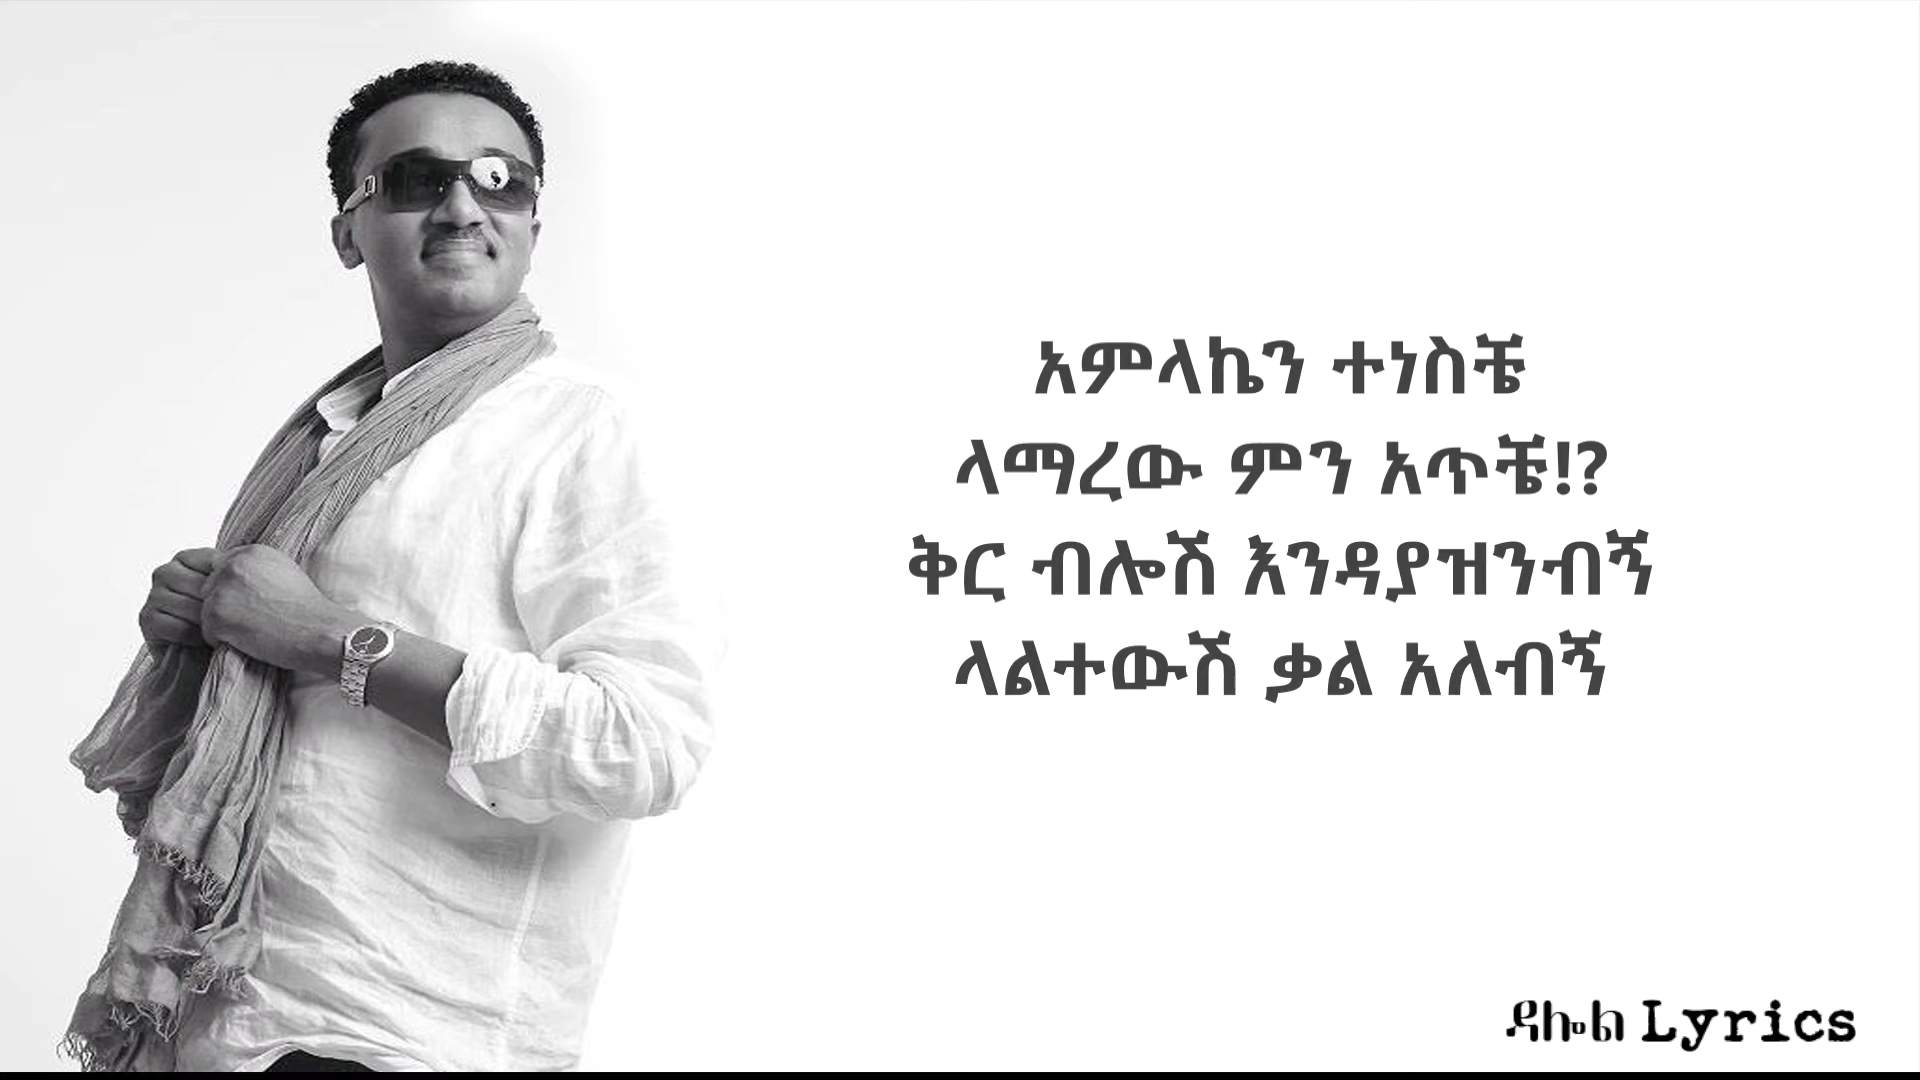 አምላኬን ተነስቼ
ላማረው ምን አጥቼ!?
ቅር ብሎሽ እንዳያዝንብኝ
ላልተውሽ ቃል አለብኝ
ዳሎል Lyrics